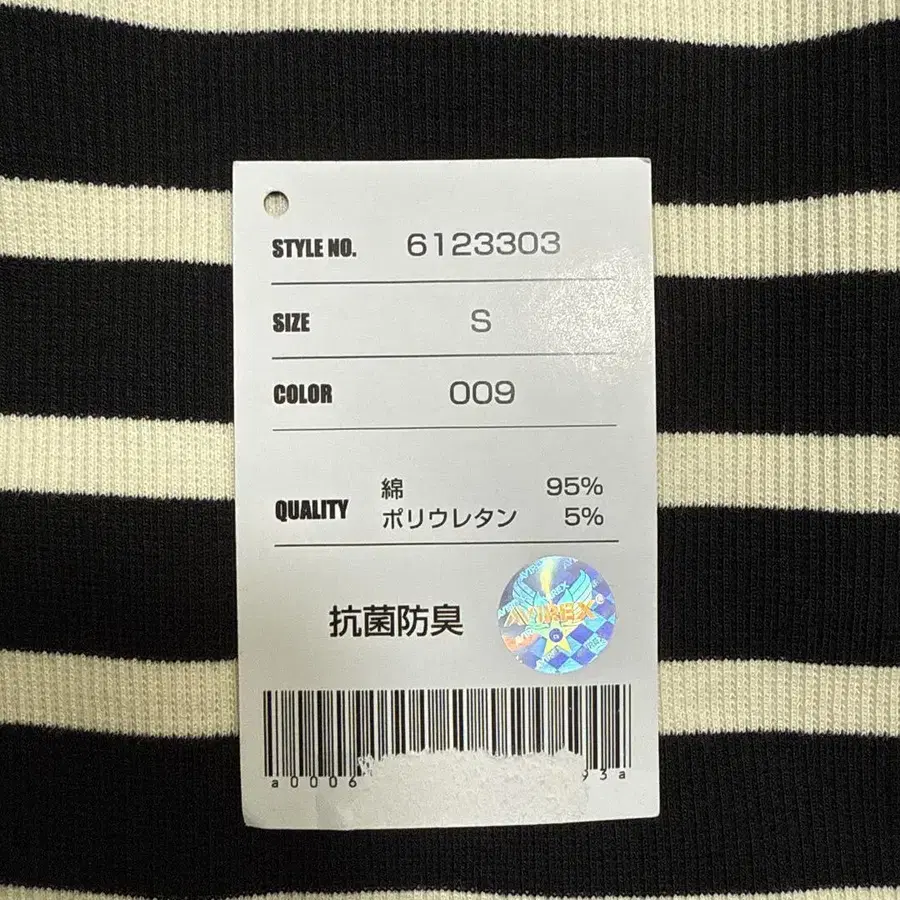 STYLE NO. 6123303
SIZE S
COLOR 009
QUALITY 綿 95%
ポリウレタン 5%
抗菌防臭
AVIREX
a0006 93a